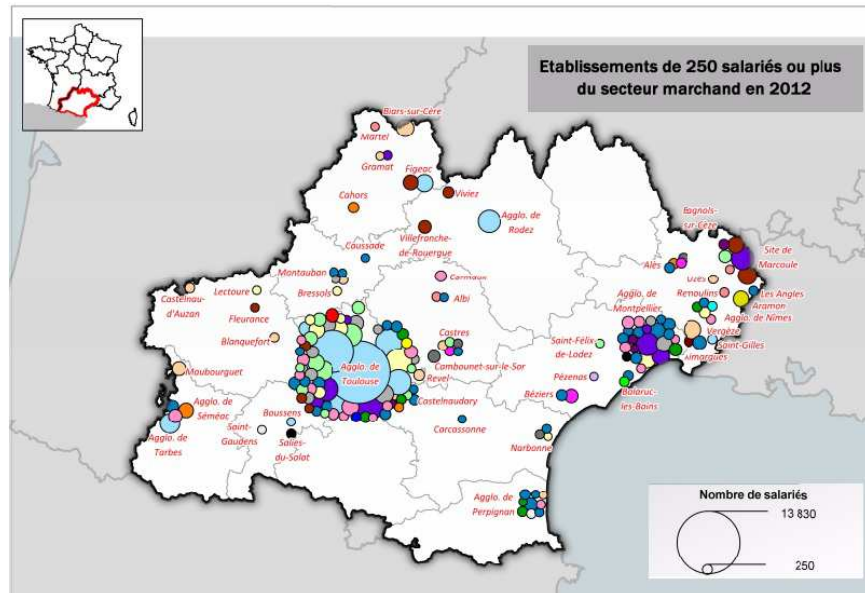 Etablissements de 250 salariés ou plus
du secteur marchand en 2012
Biars-sur-Cère
Martel
Gramat
Figeac
Cahors
Viviez
Agglo. de
Rodez
Villefranche-
de-Rouergue
Caussade
Montauban
Bressols
Lectoure
Castelnau-
d'Auzan
Fleurance
Blanquefort
Carmaux
Albi
Castres
Cambounet-sur-le-Sor
Revel
Castelnaudary
Agglo. de
Toulouse
Maubourguet
Agglo. de
Séméac
Agglo. de
Tarbes
Saint-
Gaudens
Boussens
Salies-
du-Salat
Carcassonne
Narbonne
Agglo. de
Perpignan
Béziers
Pézenas
Saint-Félix
de-Lodez
Balaruc-
les-Bains
Agglo. de
Montpellier
Alès
Uzès
Remoulins
Bagnols-
sur-Cèze
Site de
Marcoule
Les Angles
Aramon
Agglo. de Nîmes
Vergèze
Saint-Gilles
Aimargues
Nombre de salariés
13 830
250